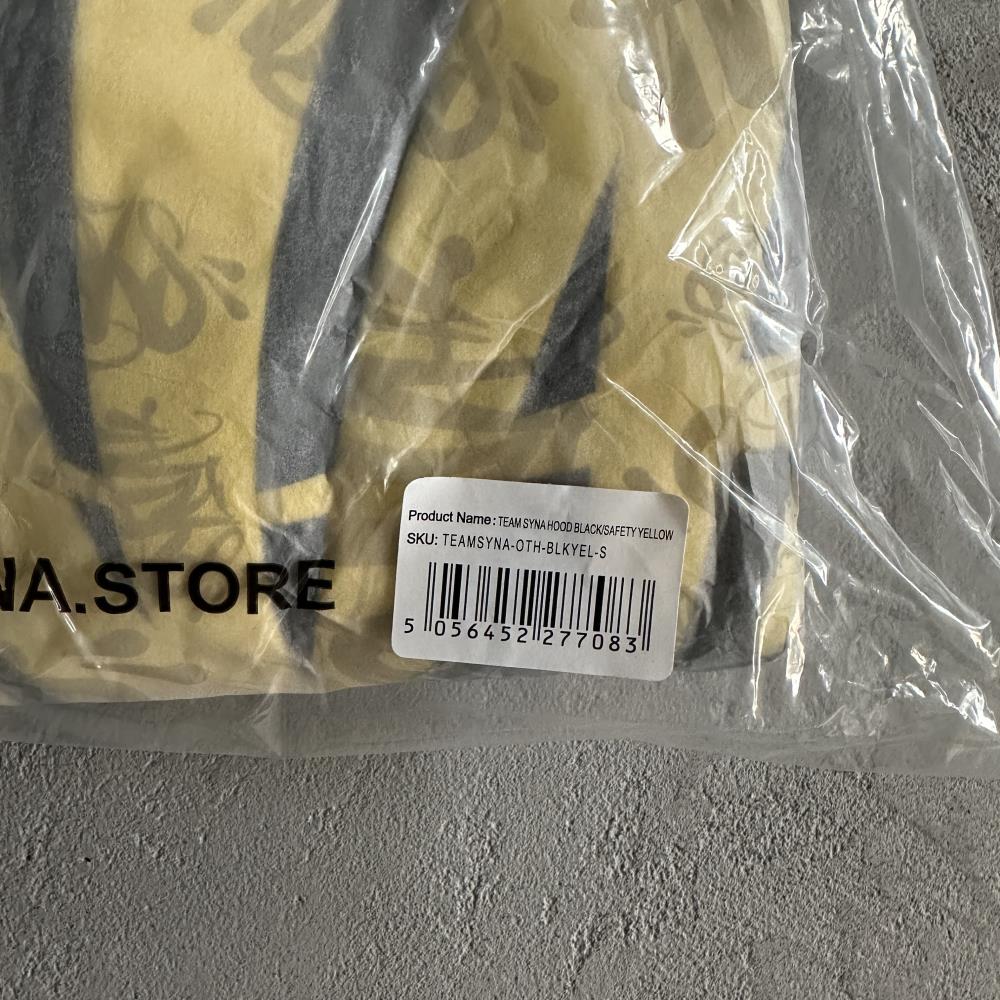 Product Name: TEAM SYNA HOOD BLACK/SAFETY YELLOW
SKU: TEAMSYNA-OTH-BLKYEL-S
5 056452 277083
NA.STORE